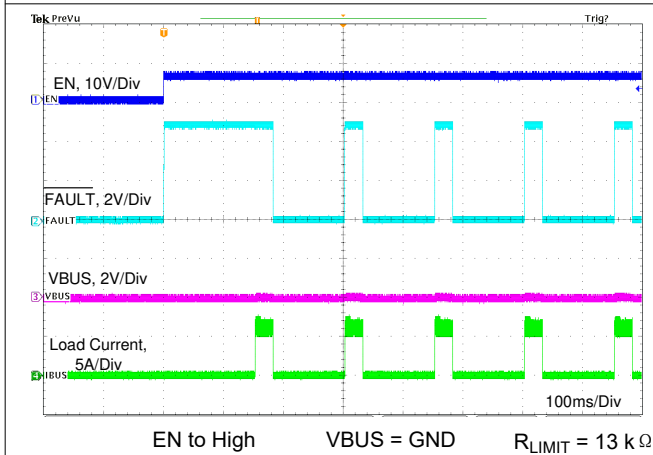 Tek PreVu
Trig?
T
T
EN, 10V/Div
1 EN
FAULT, 2V/Div
2 FAULT
VBUS, 2V/Div
3 VBUS
Load Current,
5A/Div
4 IBUS
100ms/Div
EN to High VBUS = GND RLIMIT = 13 k Ω